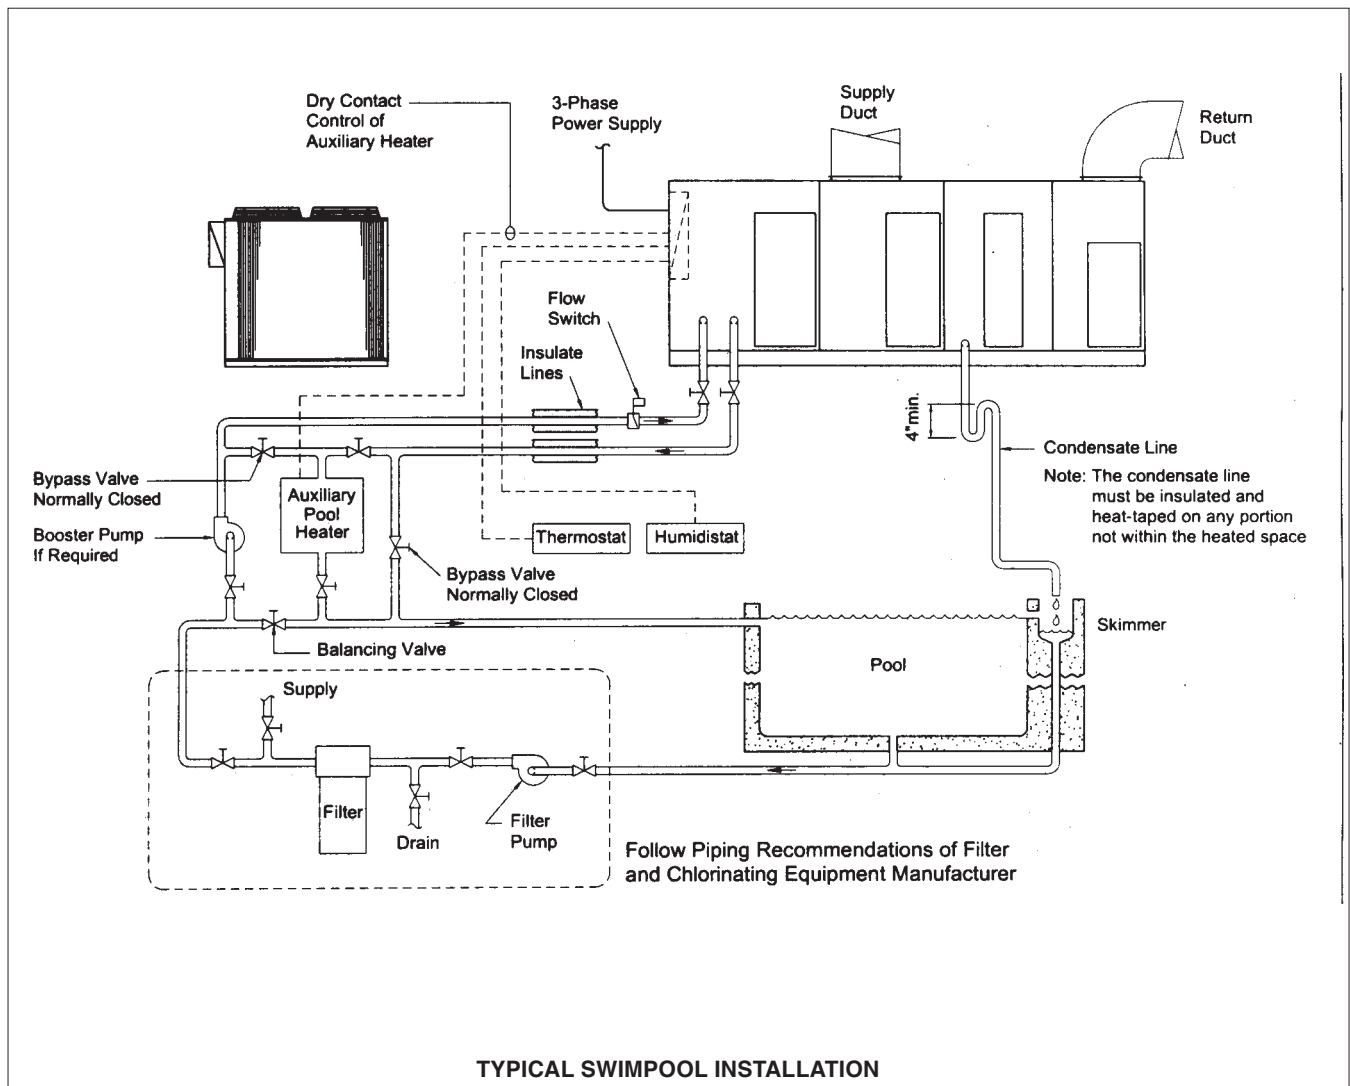 Dry Contact
Control of
Auxiliary Heater
3-Phase
Power Supply
Supply
Duct
Return
Duct
Flow
Switch
Insulate
Lines
4"min.
Condensate Line
Note: The condensate line
must be insulated and
heat-taped on any portion
not within the heated space
Bypass Valve
Normally Closed
Auxiliary
Pool
Heater
Booster Pump
If Required
Thermostat
Humidistat
Bypass Valve
Normally Closed
Skimmer
Balancing Valve
Pool
Supply
Filter
Drain
Filter
Pump
Follow Piping Recommendations of Filter
and Chlorinating Equipment Manufacturer
TYPICAL SWIMPOOL INSTALLATION